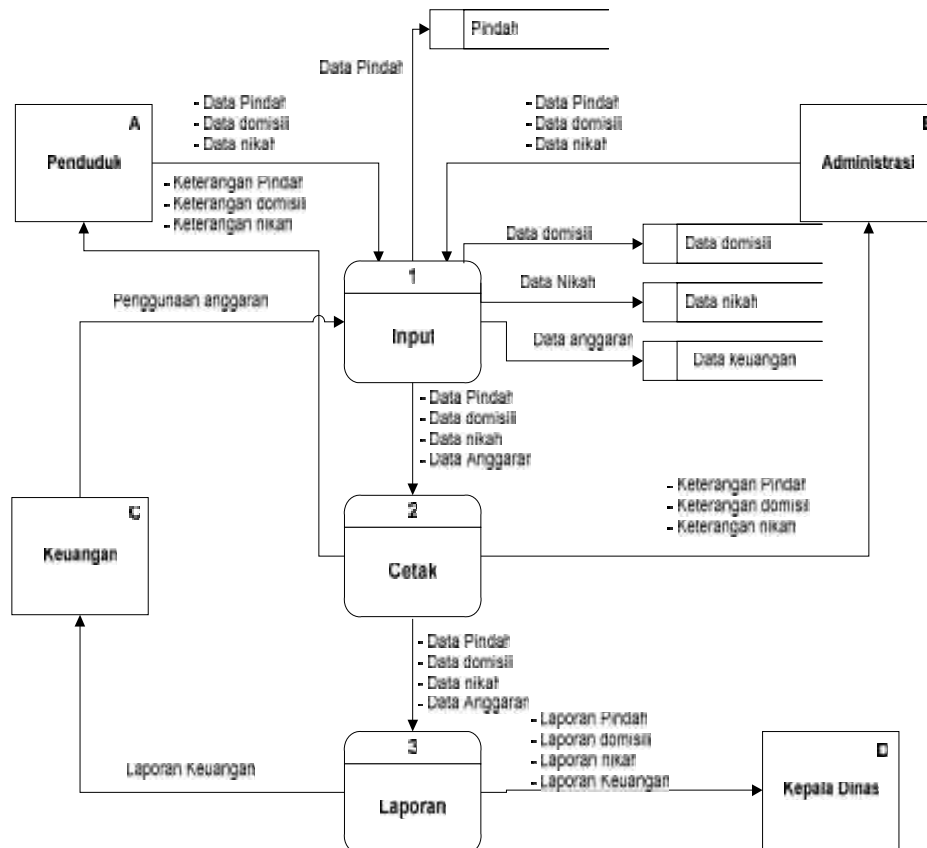 Pindah
Data Pindah
- Data Pindah
- Data domisili
- Data nikah
- Data Pindah
- Data domisili
- Data nikah
A
Penduduk
B
Administrasi
- Keterangan Pindah
- Keterangan domisili
- Keterangan nikah
Data domisili
Data domisili
1
Input
Data Nikah
Data nikah
Penggunaan anggaran
Data anggaran
Data keuangan
- Data Pindah
- Data domisili
- Data nikah
- Data Anggaran
- Keterangan Pindah
- Keterangan domisili
- Keterangan nikah
C
Keuangan
2
Cetak
- Data Pindah
- Data domisili
- Data nikah
- Data Anggaran
- Laporan Pindah
- Laporan domisili
- Laporan nikah
- Laporan Keuangan
Laporan Keuangan
3
Laporan
D
Kepala Dinas